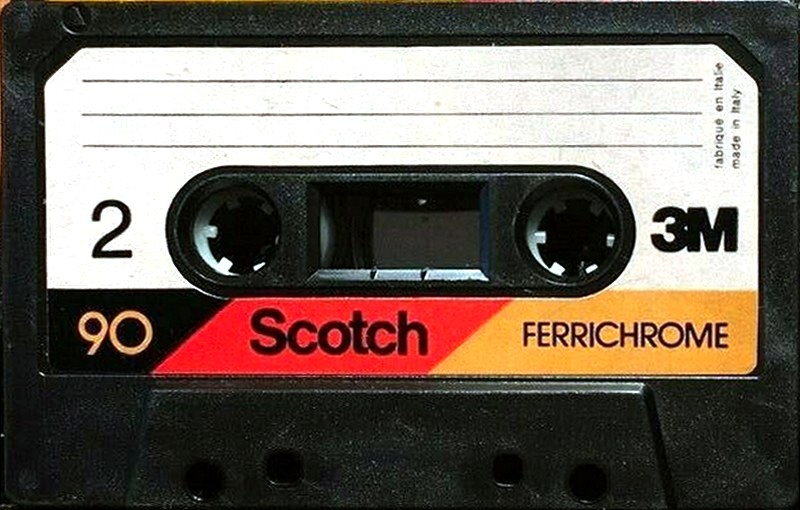 fabriqué en Italie
made in Italy
2
3M
90
Scotch
FERRICHROME